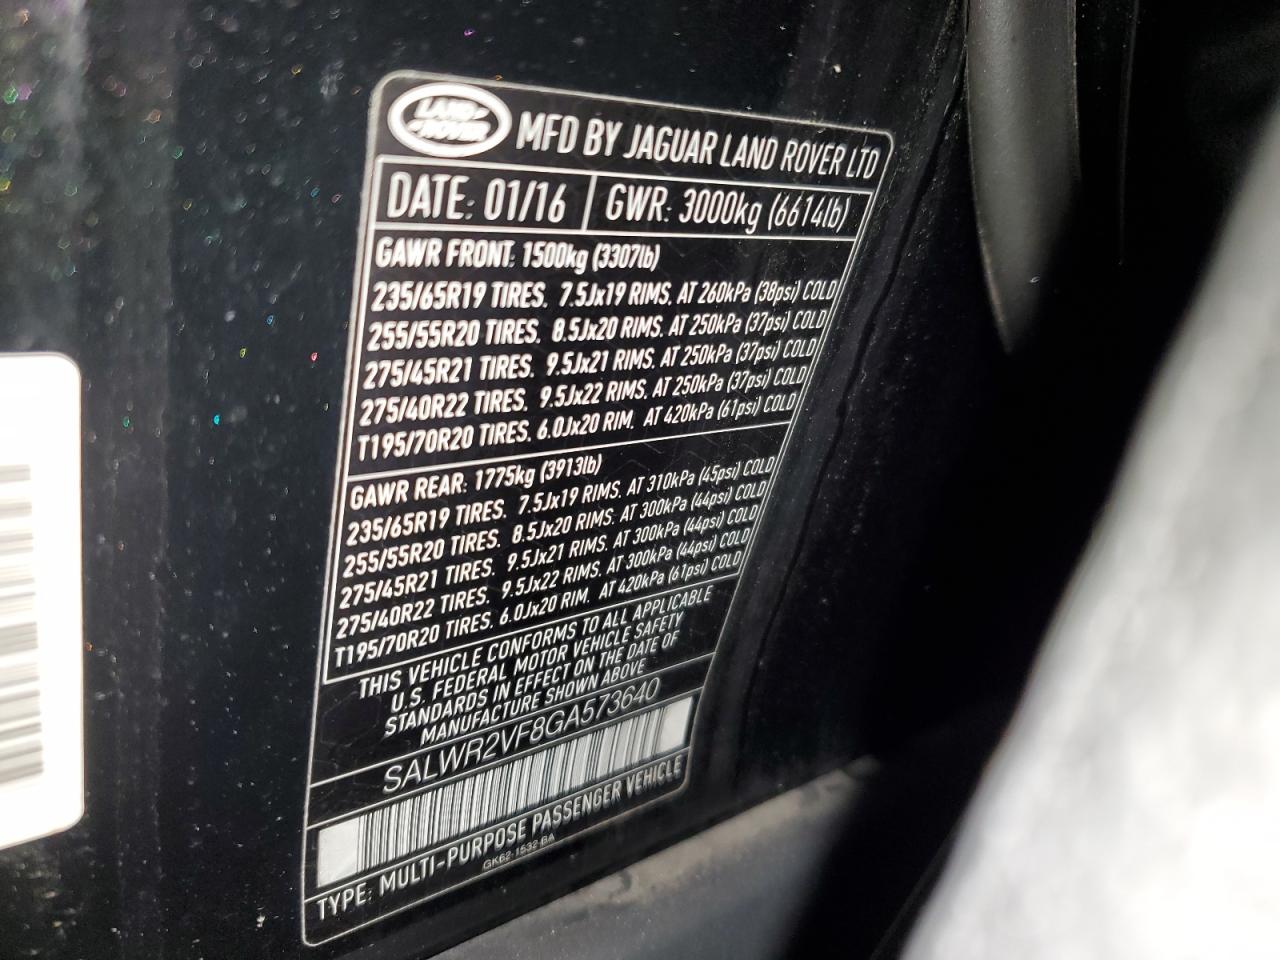 LAND ROVER MFD BY JAGUAR LAND ROVER LTD
DATE: 01/16 GWR: 3000kg (6614lb)
GAWR FRONT: 1500kg (3307lb)
235/65R19 TIRES. 7.5Jx19 RIMS. AT 260kPa (38psi) COLD
255/55R20 TIRES. 8.5Jx20 RIMS. AT 250kPa (37psi) COLD
275/45R21 TIRES. 9.5Jx21 RIMS. AT 250kPa (37psi) COLD
275/40R22 TIRES. 9.5Jx22 RIMS. AT 250kPa (37psi) COLD
T195/70R20 TIRES. 6.0Jx20 RIM. AT 420kPa (61psi) COLD
GAWR REAR: 1775kg (3913lb)
235/65R19 TIRES. 7.5Jx19 RIMS. AT 310kPa (45psi) COLD
255/55R20 TIRES. 8.5Jx20 RIMS. AT 300kPa (44psi) COLD
275/45R21 TIRES. 9.5Jx21 RIMS. AT 300kPa (44psi) COLD
275/40R22 TIRES. 9.5Jx22 RIMS. AT 300kPa (44psi) COLD
T195/70R20 TIRES. 6.0Jx20 RIM. AT 420kPa (61psi) COLD
THIS VEHICLE CONFORMS TO ALL APPLICABLE
U.S. FEDERAL MOTOR VEHICLE SAFETY
STANDARDS IN EFFECT ON THE DATE OF
MANUFACTURE SHOWN ABOVE
SALWR2VF8GA573640
TYPE: MULTI-PURPOSE PASSENGER VEHICLE
GK62-1532-BA